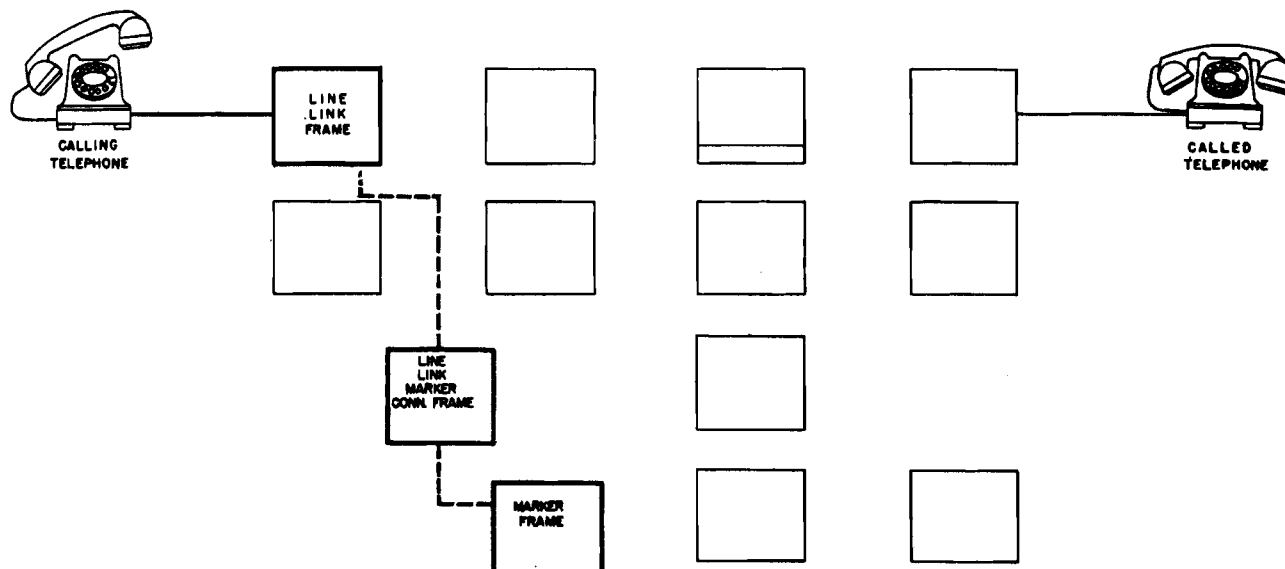 LINE
.LINK
FRAME
CALLING
TELEPHONE
CALLED
TELEPHONE
LINE
LINK
MARKER
CONN. FRAME
MARKER
FRAME